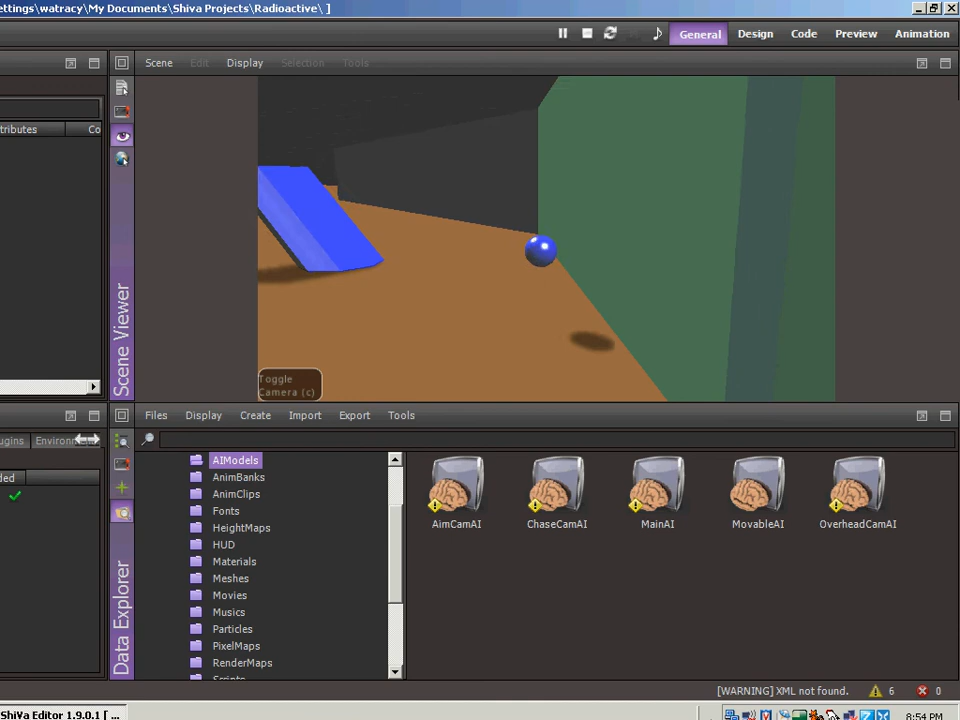 ettings\watracy\My Documents\Shiva Projects\Radioactive\ ]
General Design Code Preview Animation
Scene Edit Display Selection Tools
tributes Co
Scene Viewer
Toggle
Camera (c)
Files Display Create Import Export Tools
ugins Environ
ded
Data Explorer
AIModels
AnimBanks
AnimClips
Fonts
HeightMaps
HUD
Materials
Meshes
Movies
Musics
Particles
PixelMaps
RenderMaps
Scripts
AimCamAI ChaseCamAI MainAI MovableAI OverheadCamAI
[WARNING] XML not found. 6 0
ShiVa Editor 1.9.0.1 [ ...
8:54 PM